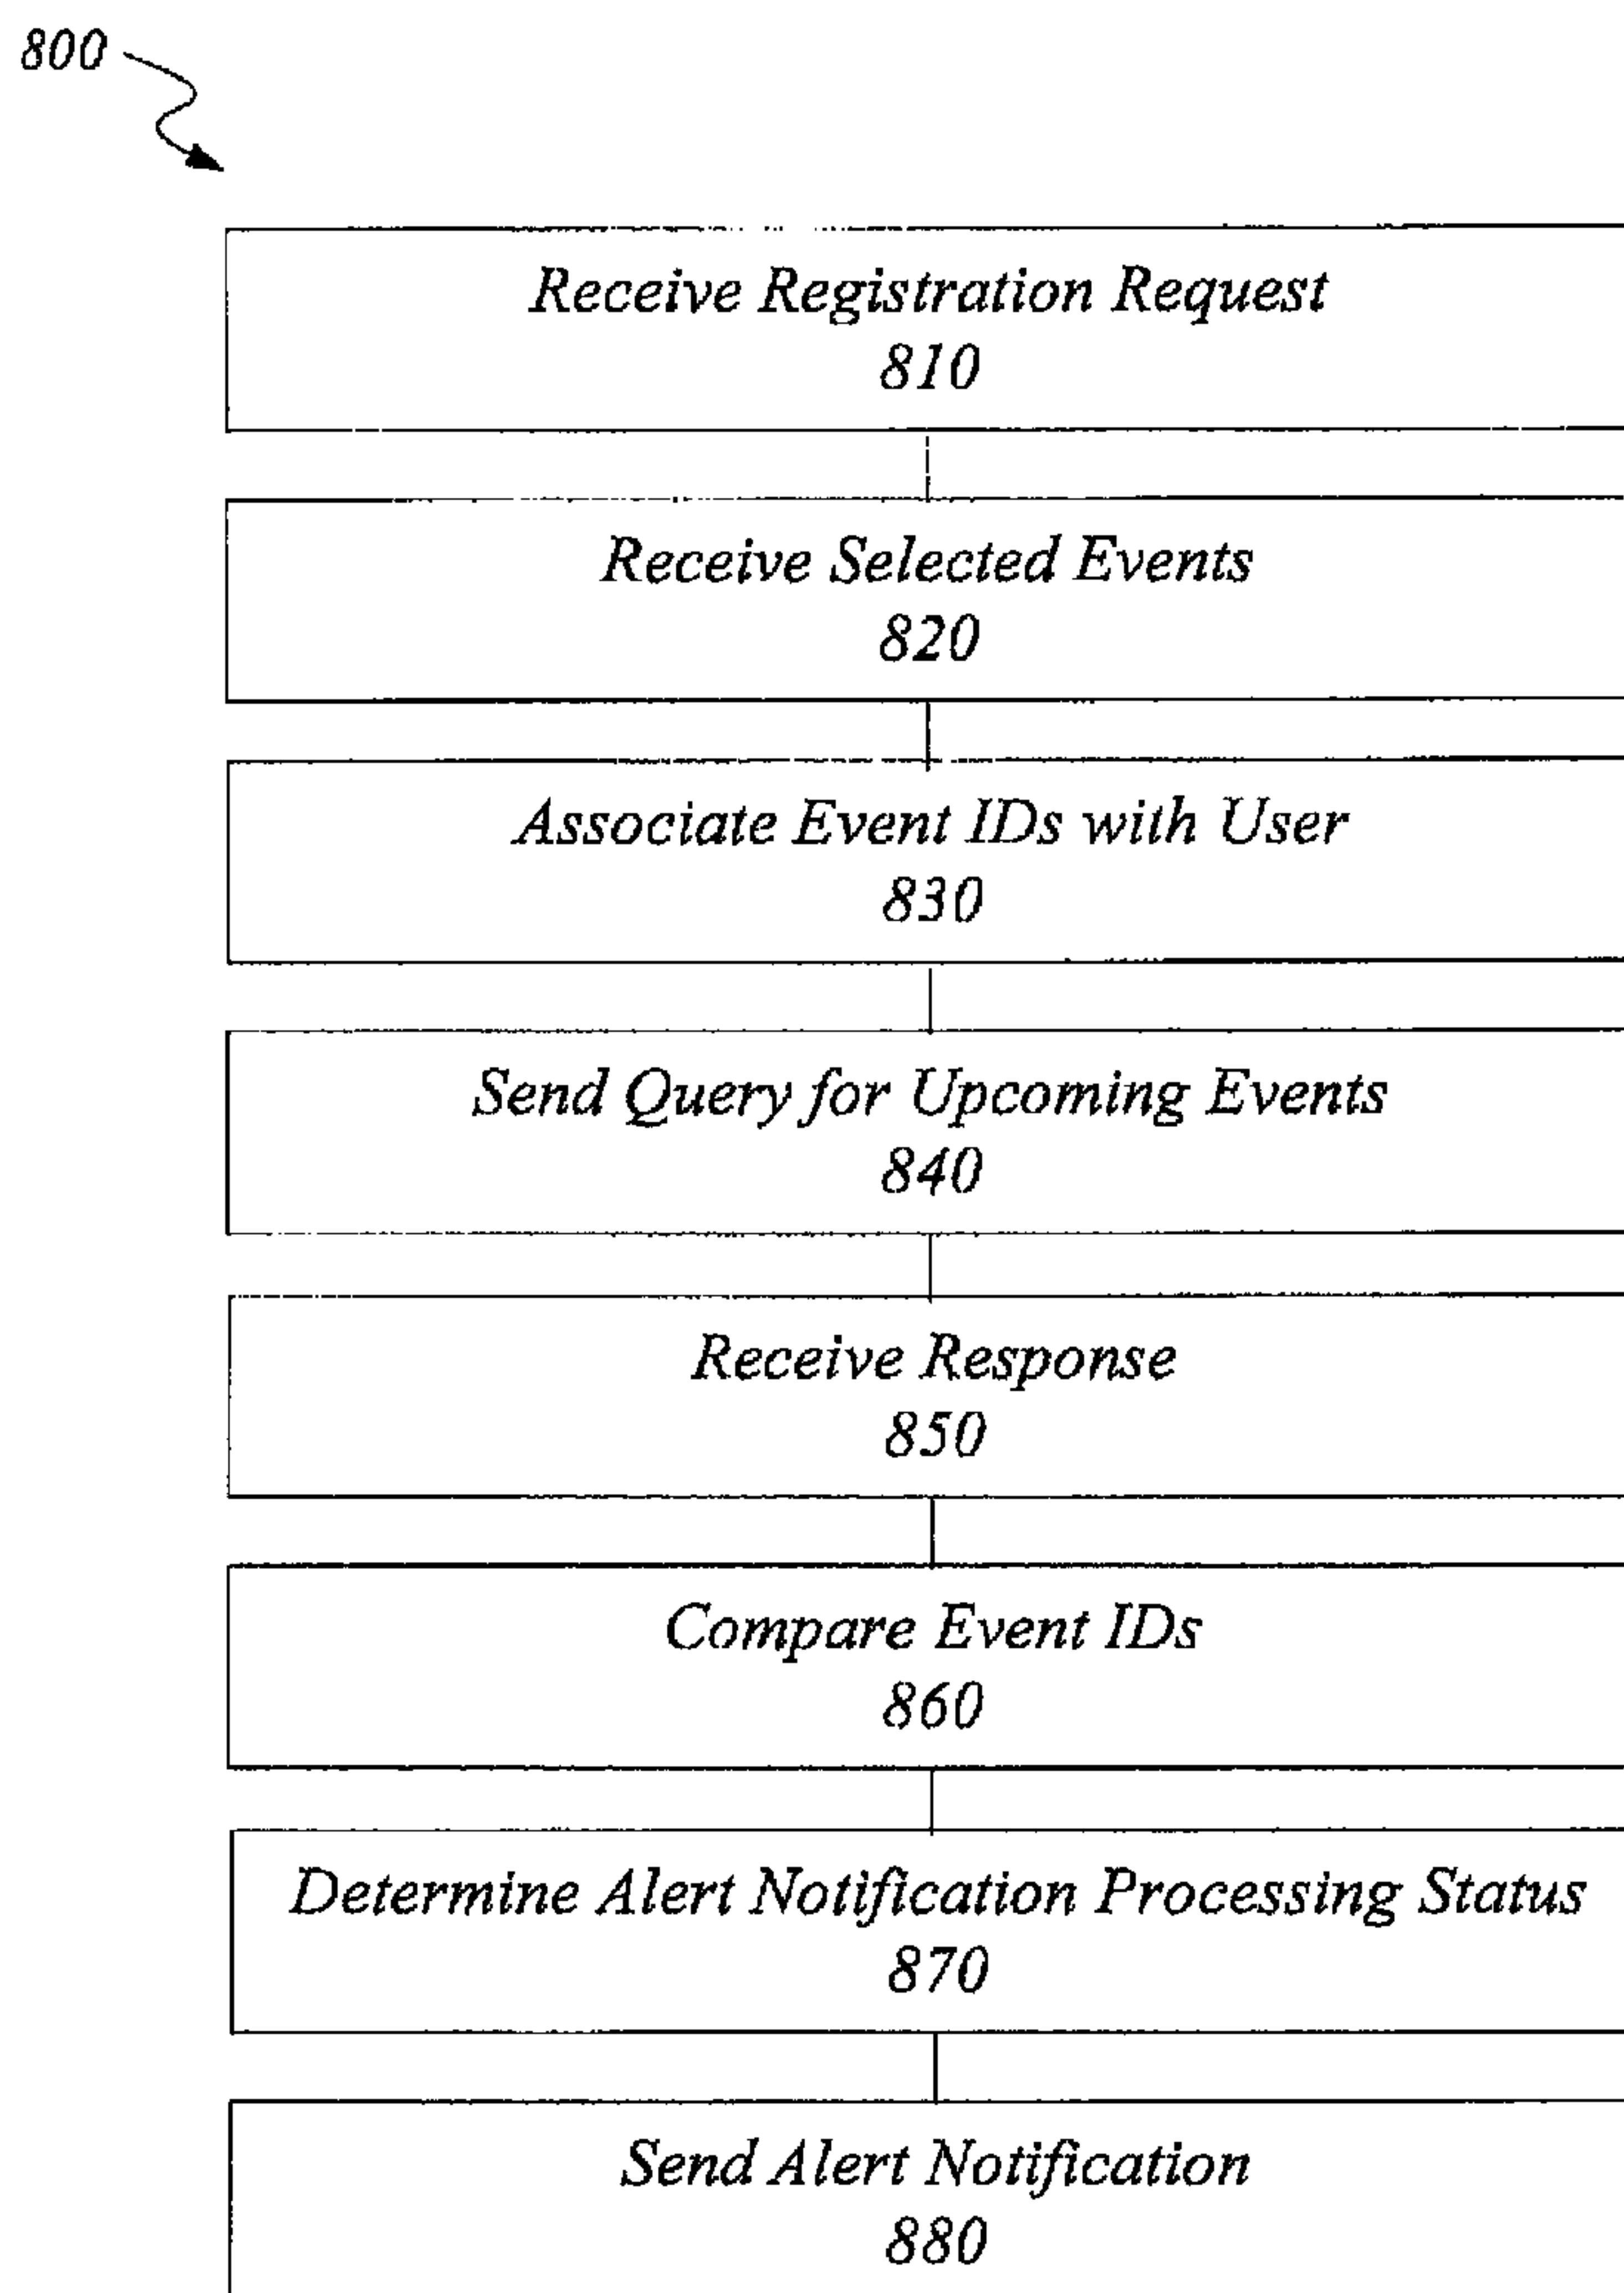 800
Receive Registration Request
810
Receive Selected Events
820
Associate Event IDs with User
830
Send Query for Upcoming Events
840
Receive Response
850
Compare Event IDs
860
Determine Alert Notification Processing Status
870
Send Alert Notification
880